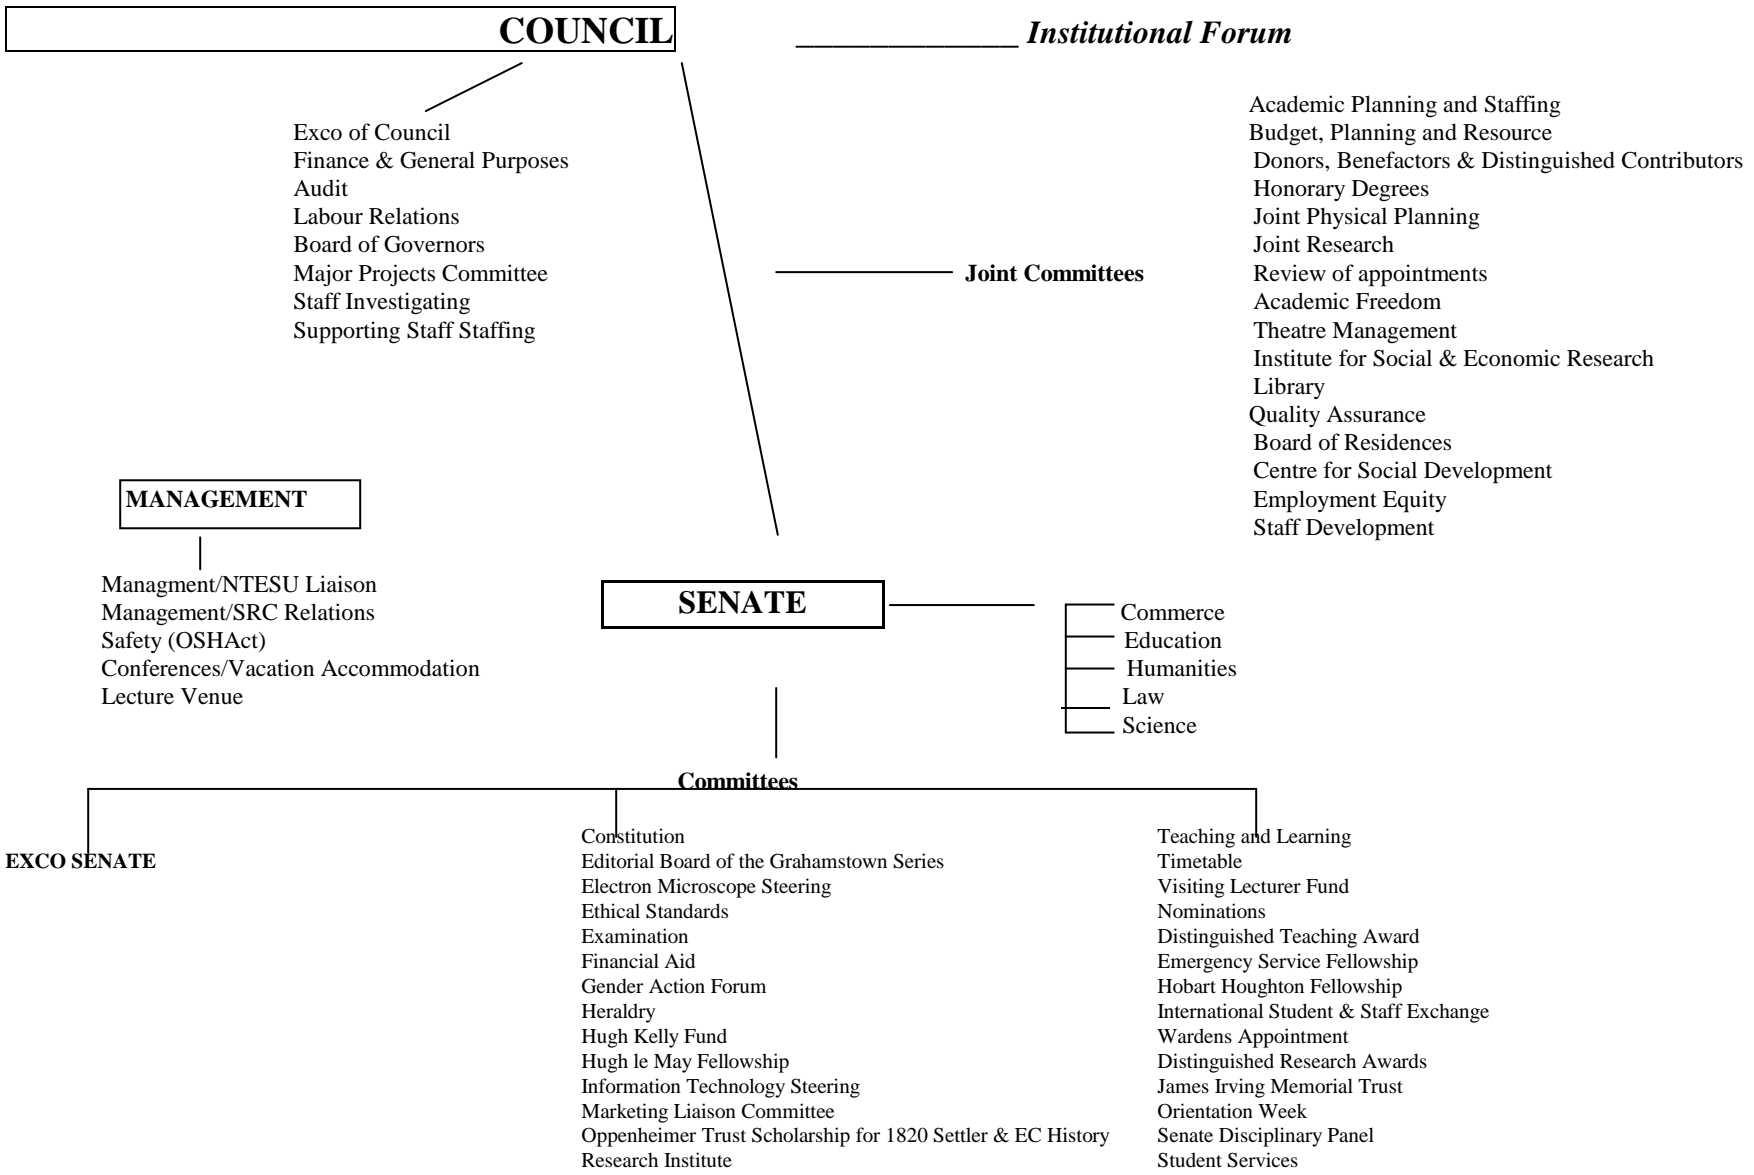 COUNCIL
____________ Institutional Forum
Exco of Council
Finance & General Purposes
Audit
Labour Relations
Board of Governors
Major Projects Committee
Staff Investigating
Supporting Staff Staffing
Joint Committees
Academic Planning and Staffing
Budget, Planning and Resource
Donors, Benefactors & Distinguished Contributors
Honorary Degrees
Joint Physical Planning
Joint Research
Review of appointments
Academic Freedom
Theatre Management
Institute for Social & Economic Research
Library
Quality Assurance
Board of Residences
Centre for Social Development
Employment Equity
Staff Development
MANAGEMENT
Managment/NTESU Liaison
Management/SRC Relations
Safety (OSHAct)
Conferences/Vacation Accommodation
Lecture Venue
SENATE
Commerce
Education
Humanities
Law
Science
Committees
EXCO SENATE
Constitution
Editorial Board of the Grahamstown Series
Electron Microscope Steering
Ethical Standards
Examination
Financial Aid
Gender Action Forum
Heraldry
Hugh Kelly Fund
Hugh le May Fellowship
Information Technology Steering
Marketing Liaison Committee
Oppenheimer Trust Scholarship for 1820 Settler & EC History
Research Institute
Teaching and Learning
Timetable
Visiting Lecturer Fund
Nominations
Distinguished Teaching Award
Emergency Service Fellowship
Hobart Houghton Fellowship
International Student & Staff Exchange
Wardens Appointment
Distinguished Research Awards
James Irving Memorial Trust
Orientation Week
Senate Disciplinary Panel
Student Services